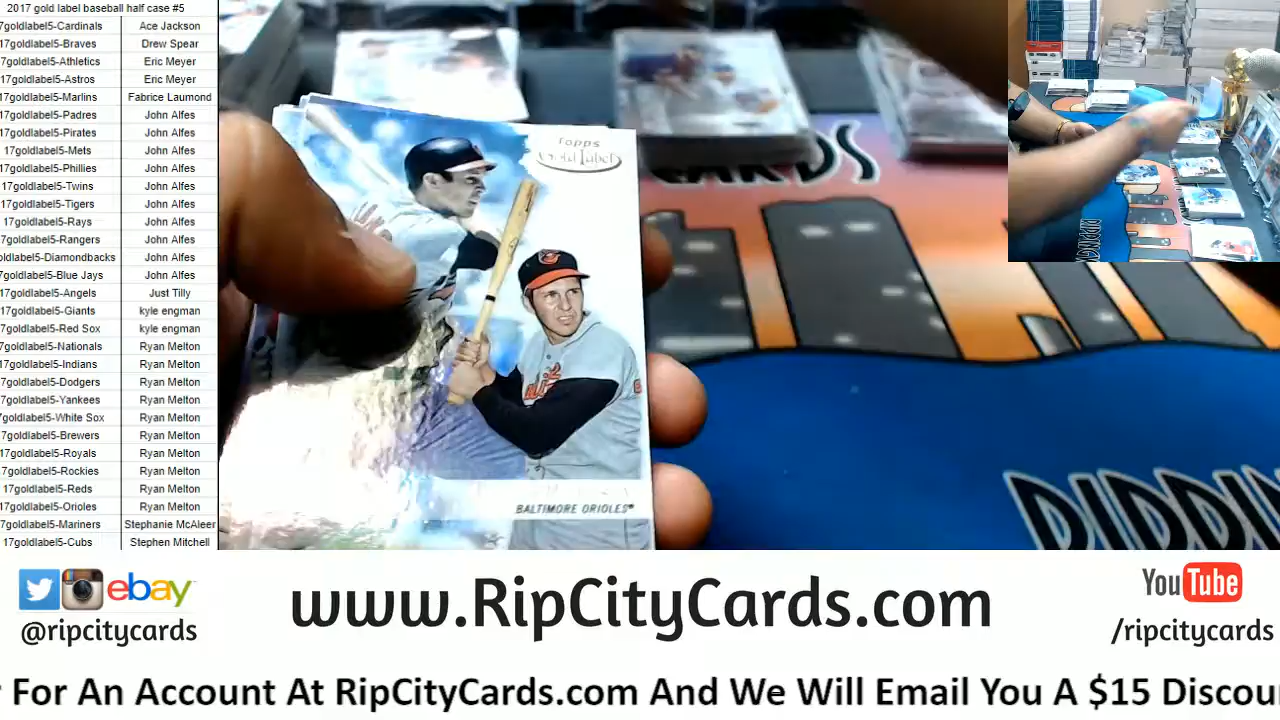 2017 gold label baseball half case #5
7goldlabel5-Cardinals Ace Jackson
17goldlabel5-Braves Drew Spear
7goldlabel5-Athletics Eric Meyer
17goldlabel5-Astros Eric Meyer
17goldlabel5-Marlins Fabrice Laumond
17goldlabel5-Padres John Alfes
17goldlabel5-Pirates John Alfes
17goldlabel5-Mets John Alfes
17goldlabel5-Phillies John Alfes
17goldlabel5-Twins John Alfes
17goldlabel5-Tigers John Alfes
17goldlabel5-Rays John Alfes
17goldlabel5-Rangers John Alfes
oldlabel5-Diamondbacks John Alfes
17goldlabel5-Blue Jays John Alfes
17goldlabel5-Angels Just Tilly
17goldlabel5-Giants kyle engman
17goldlabel5-Red Sox kyle engman
7goldlabel5-Nationals Ryan Melton
17goldlabel5-Indians Ryan Melton
7goldlabel5-Dodgers Ryan Melton
7goldlabel5-Yankees Ryan Melton
7goldlabel5-White Sox Ryan Melton
7goldlabel5-Brewers Ryan Melton
17goldlabel5-Royals Ryan Melton
7goldlabel5-Rockies Ryan Melton
17goldlabel5-Reds Ryan Melton
17goldlabel5-Orioles Ryan Melton
7goldlabel5-Mariners Stephanie McAleer
17goldlabel5-Cubs Stephen Mitchell
Topps
Gold Label
BALTIMORE ORIOLES
CARDS
RIPPIN
ebay
@ripcitycards
www.RipCityCards.com
YouTube
/ripcitycards
For An Account At RipCityCards.com And We Will Email You A $15 Discou